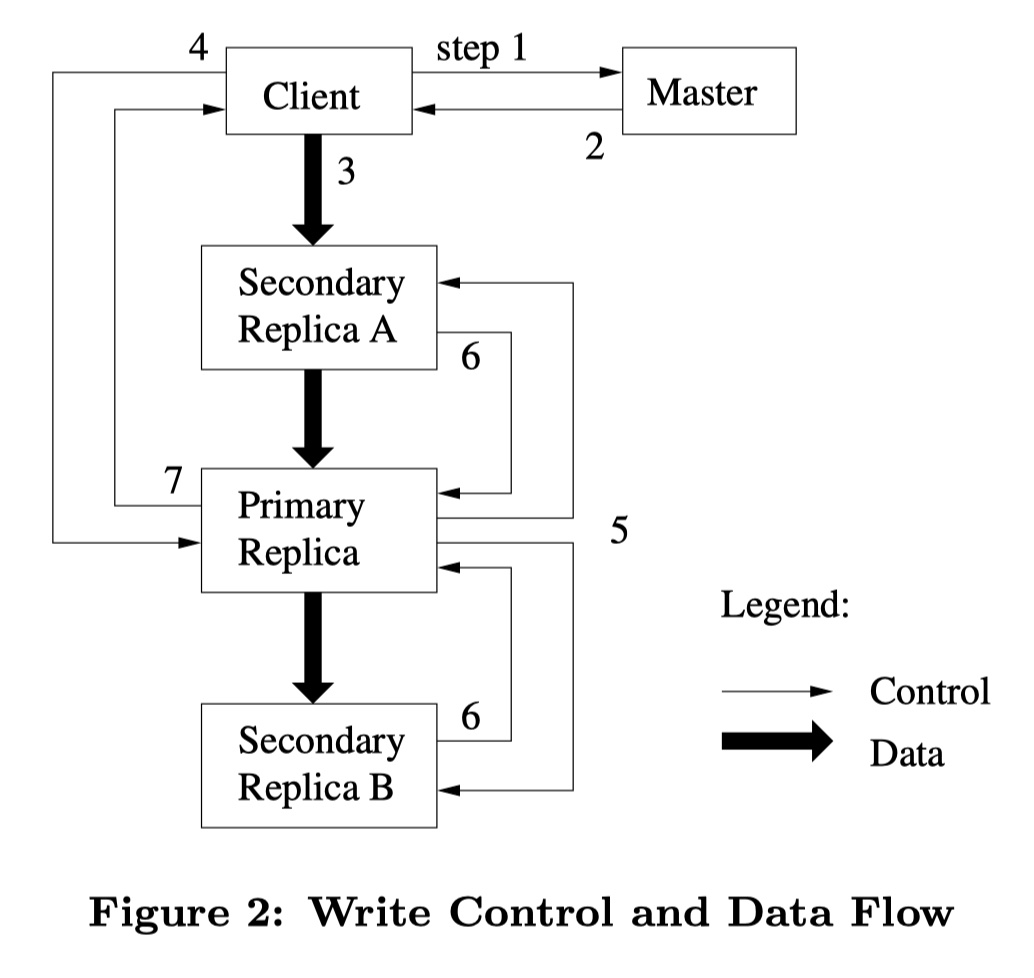 4
step 1
Client
Master
2
3
Secondary
Replica A
6
7
Primary
Replica
5
Legend:
Control
6
Secondary
Replica B
Data
Figure 2: Write Control and Data Flow